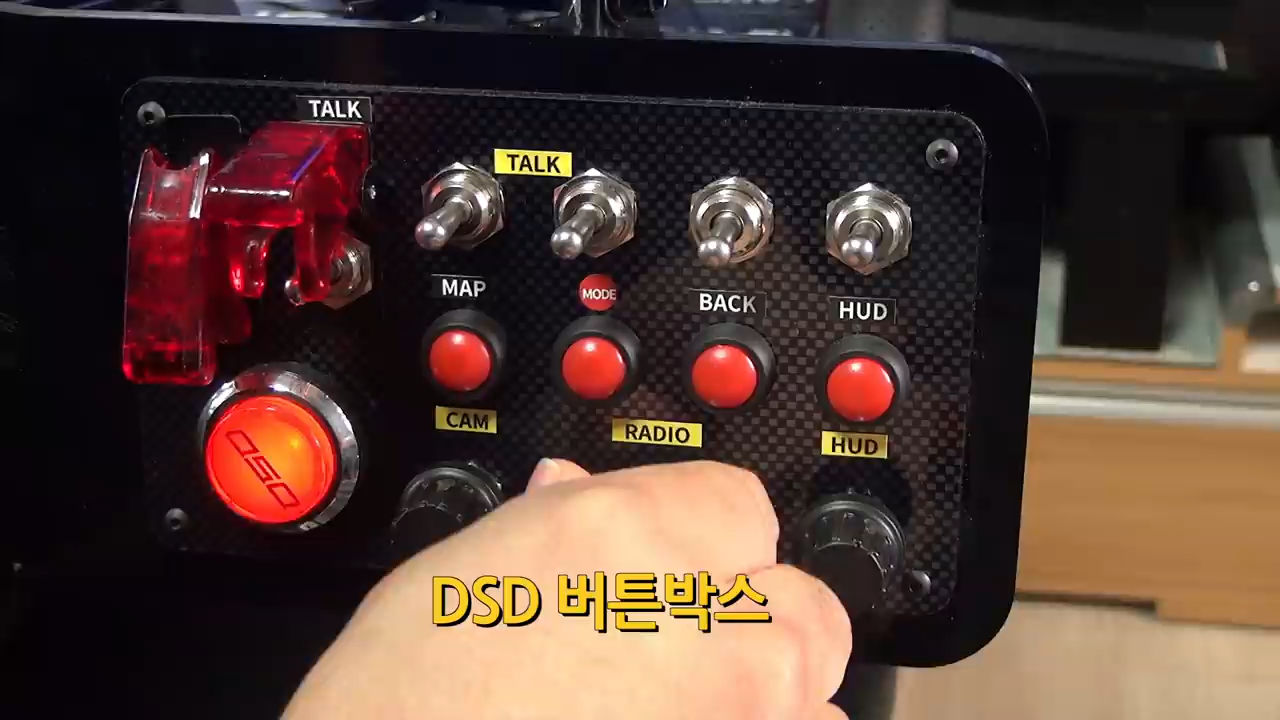 TALK
TALK
MAP
MODE
BACK
HUD
CAM
RADIO
HUD
DSD
DSD 버튼박스